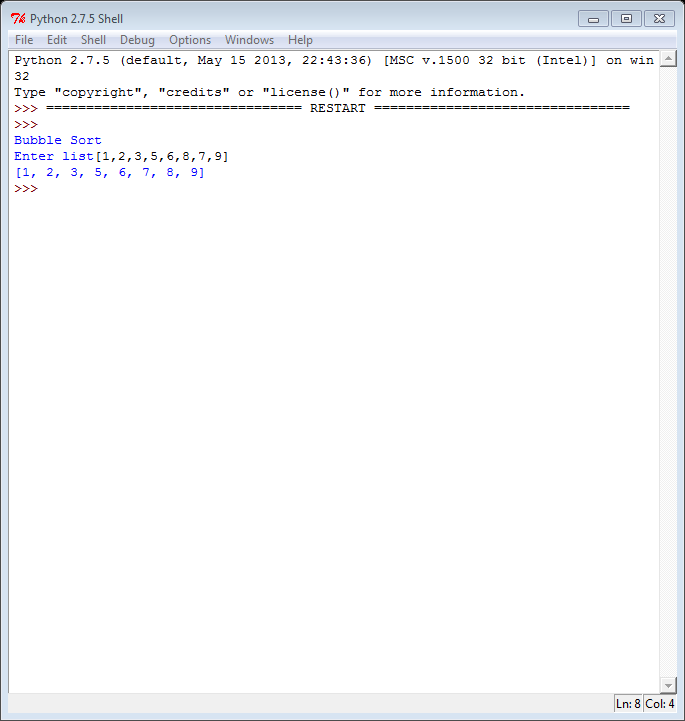 Python 2.7.5 Shell
File Edit Shell Debug Options Windows Help
Python 2.7.5 (default, May 15 2013, 22:43:36) [MSC v.1500 32 bit (Intel)] on win
32
Type "copyright", "credits" or "license()" for more information.
>>> ================================ RESTART ================================
>>>
Bubble Sort
Enter list[1,2,3,5,6,8,7,9]
[1, 2, 3, 5, 6, 7, 8, 9]
>>>
Ln: 8 Col: 4